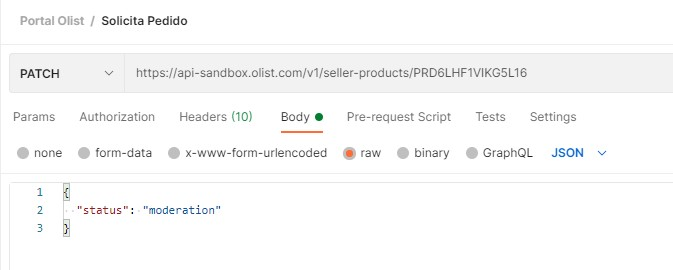 Portal Olist / Solicita Pedido
PATCH https://api-sandbox.olist.com/v1/seller-products/PRD6LHF1VIKG5L16
Params Authorization Headers (10) Body Pre-request Script Tests Settings
none form-data x-www-form-urlencoded raw binary GraphQL JSON
1 {
2 "status": "moderation"
3 }